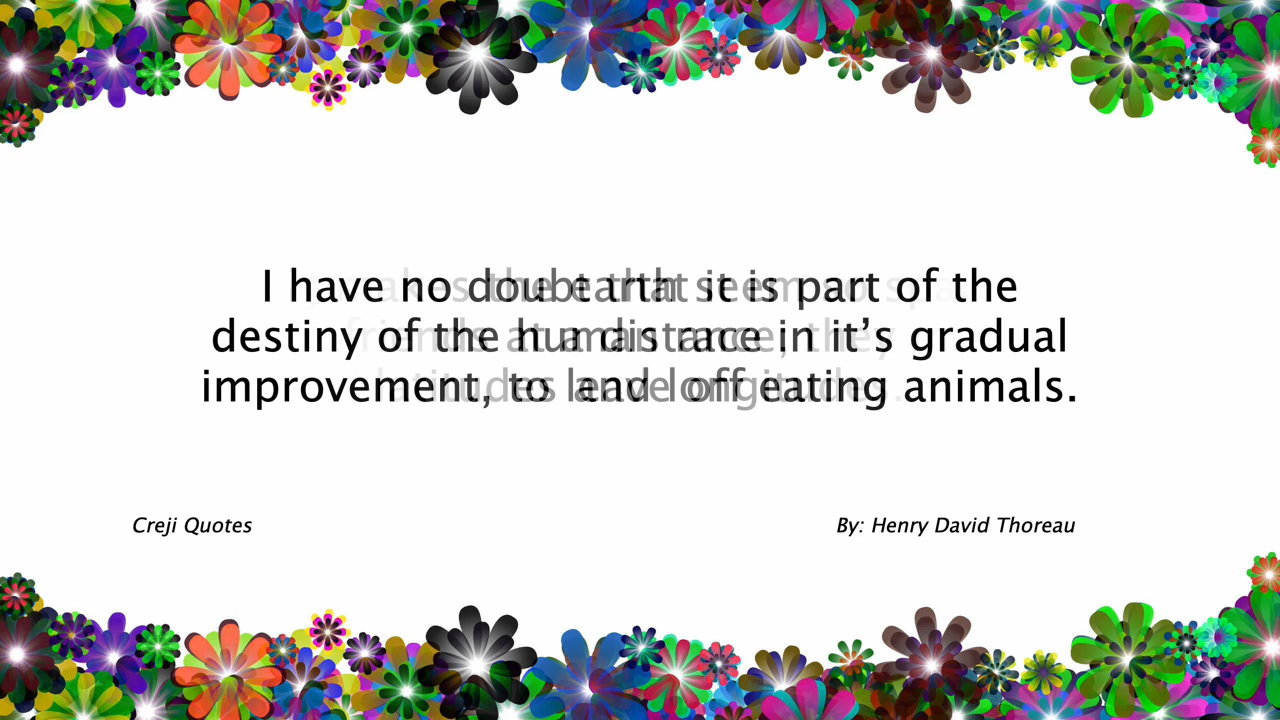 I have no doubt that it is part of the
destiny of the human race in it’s gradual
improvement, to leave off eating animals.
Creji Quotes
By: Henry David Thoreau